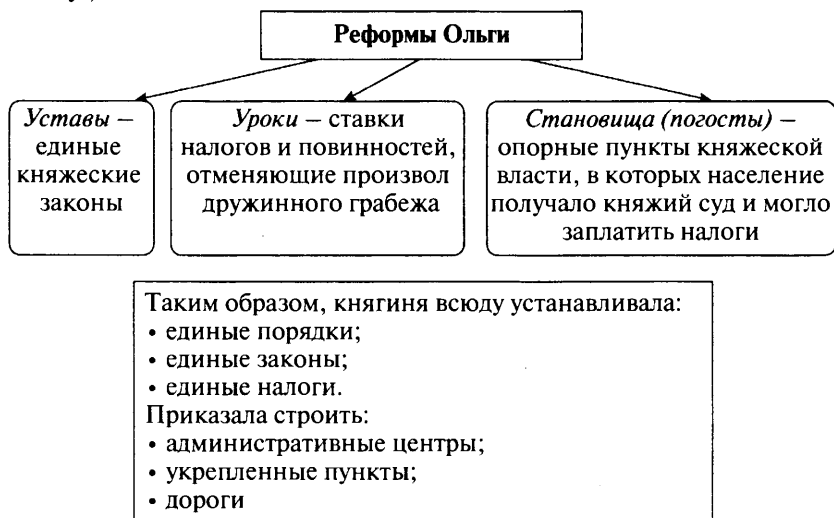 Реформы Ольги
Уставы –
единые
княжеские
законы
Уроки – ставки
налогов и повинностей,
отменяющие произвол
дружинного грабежа
Становища (погосты) –
опорные пункты княжеской
власти, в которых население
получало княжий суд и могло
заплатить налоги
Таким образом, княгиня всюду устанавливала:
• единые порядки;
• единые законы;
• единые налоги.
Приказала строить:
• административные центры;
• укрепленные пункты;
• дороги